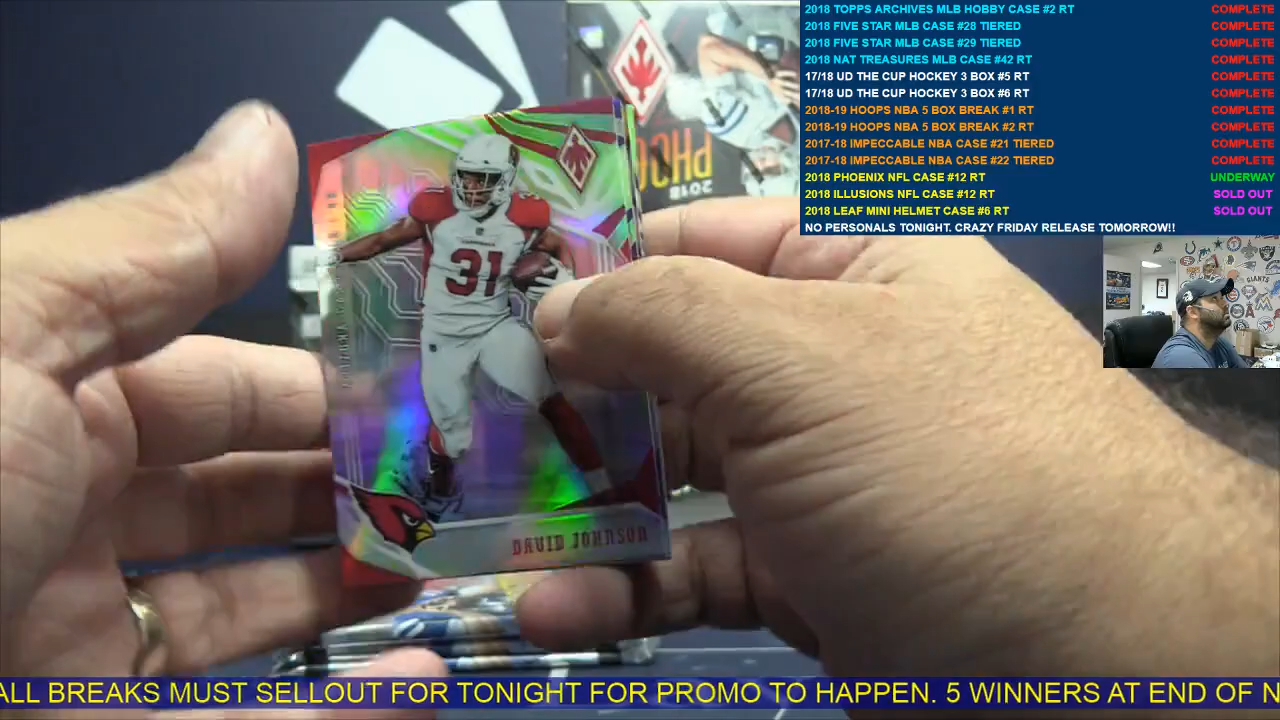 2018 TOPPS ARCHIVES MLB HOBBY CASE #2 RT COMPLETE
2018 FIVE STAR MLB CASE #28 TIERED COMPLETE
2018 FIVE STAR MLB CASE #29 TIERED COMPLETE
2018 NAT TREASURES MLB CASE #42 RT COMPLETE
17/18 UD THE CUP HOCKEY 3 BOX #5 RT COMPLETE
17/18 UD THE CUP HOCKEY 3 BOX #6 RT COMPLETE
2018-19 HOOPS NBA 5 BOX BREAK #1 RT COMPLETE
2018-19 HOOPS NBA 5 BOX BREAK #2 RT COMPLETE
2017-18 IMPECCABLE NBA CASE #21 TIERED COMPLETE
2017-18 IMPECCABLE NBA CASE #22 TIERED COMPLETE
2018 PHOENIX NFL CASE #12 RT UNDERWAY
2018 ILLUSIONS NFL CASE #12 RT SOLD OUT
2018 LEAF MINI HELMET CASE #6 RT SOLD OUT
NO PERSONALS TONIGHT. CRAZY FRIDAY RELEASE TOMORROW!!
2018
PHOE
31
31
DAVID JOHNSON
GIANTS
ALL BREAKS MUST SELLOUT FOR TONIGHT FOR PROMO TO HAPPEN. 5 WINNERS AT END OF N